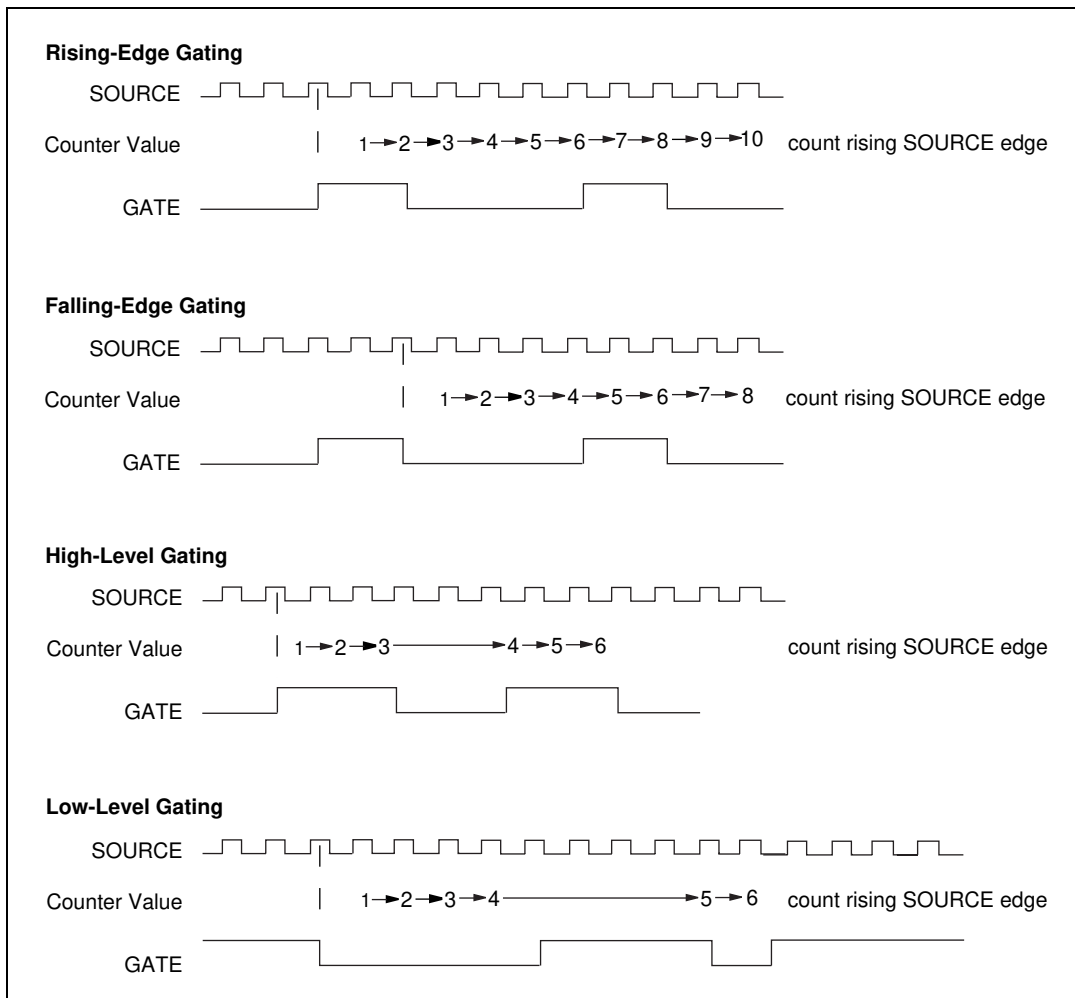 Rising-Edge Gating
SOURCE
Counter Value 1 2 3 4 5 6 7 8 9 10 count rising SOURCE edge
GATE
Falling-Edge Gating
SOURCE
Counter Value 1 2 3 4 5 6 7 8 count rising SOURCE edge
GATE
High-Level Gating
SOURCE
Counter Value 1 2 3 4 5 6 count rising SOURCE edge
GATE
Low-Level Gating
SOURCE
Counter Value 1 2 3 4 5 6 count rising SOURCE edge
GATE